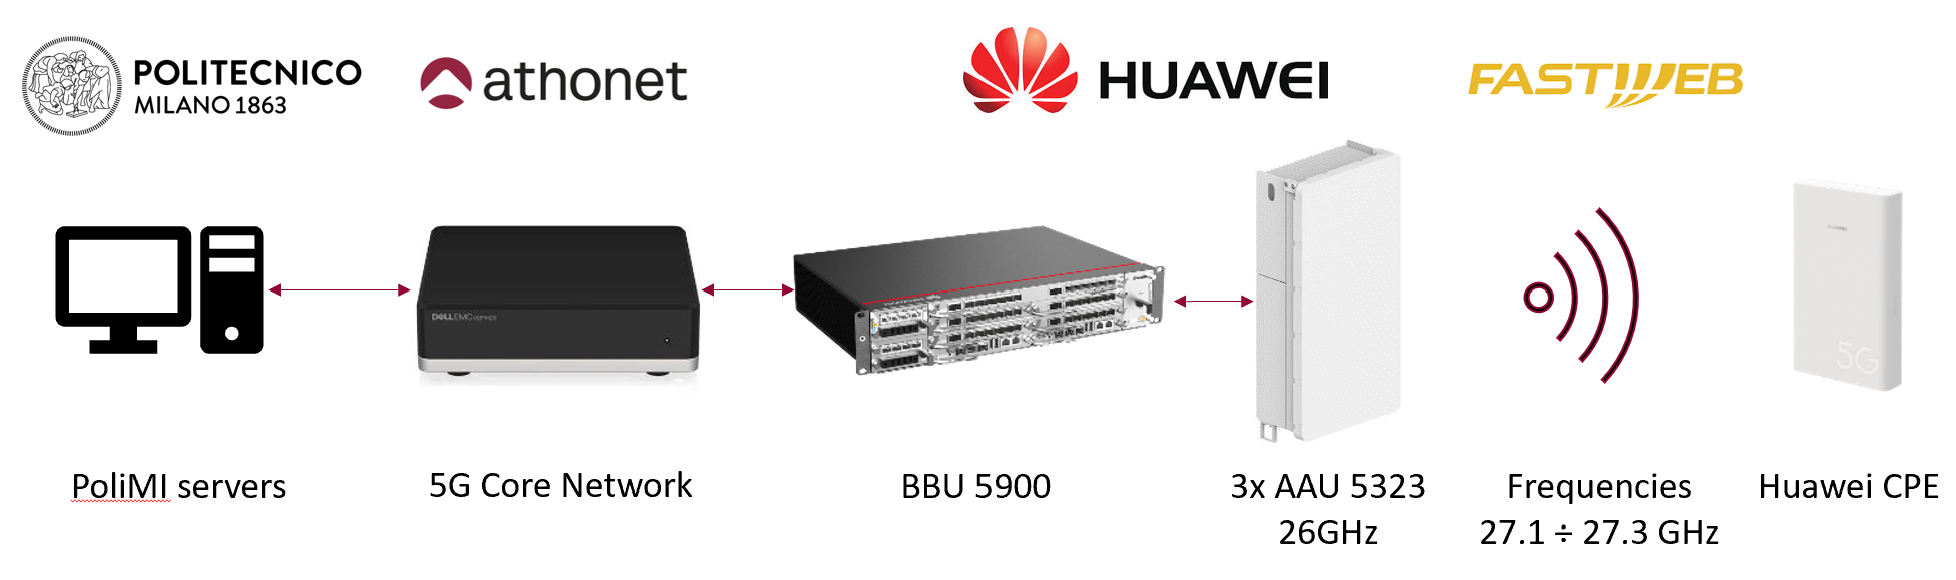 POLITECNICO
MILANO 1863
athonet
HUAWEI
FASTWEB
DELLEMC
5G
PoliMI servers
5G Core Network
BBU 5900
3x AAU 5323
26GHz
Frequencies
27.1 ÷ 27.3 GHz
Huawei CPE